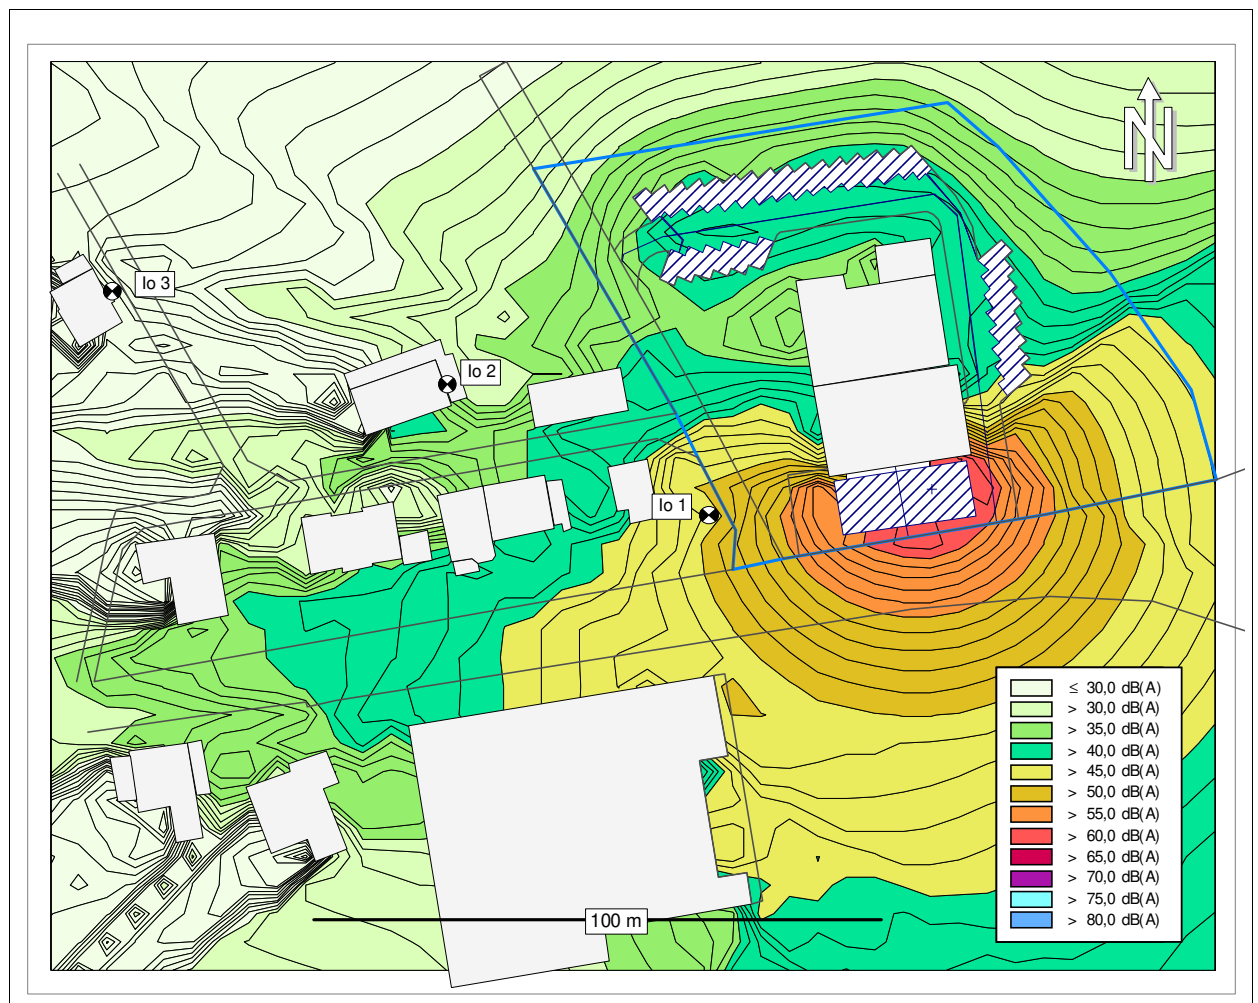 N
Io 3
Io 2
Io 1
≤ 30,0 dB(A)
> 30,0 dB(A)
> 35,0 dB(A)
> 40,0 dB(A)
> 45,0 dB(A)
> 50,0 dB(A)
> 55,0 dB(A)
> 60,0 dB(A)
> 65,0 dB(A)
> 70,0 dB(A)
> 75,0 dB(A)
> 80,0 dB(A)
100 m